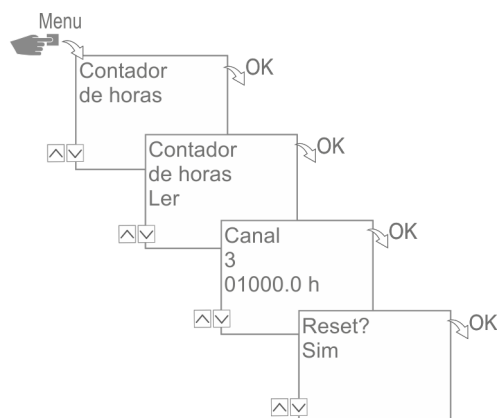 Menu
Contador
de horas
OK
Contador
de horas
Ler
OK
Canal
3
01000.0 h
OK
Reset?
Sim
OK